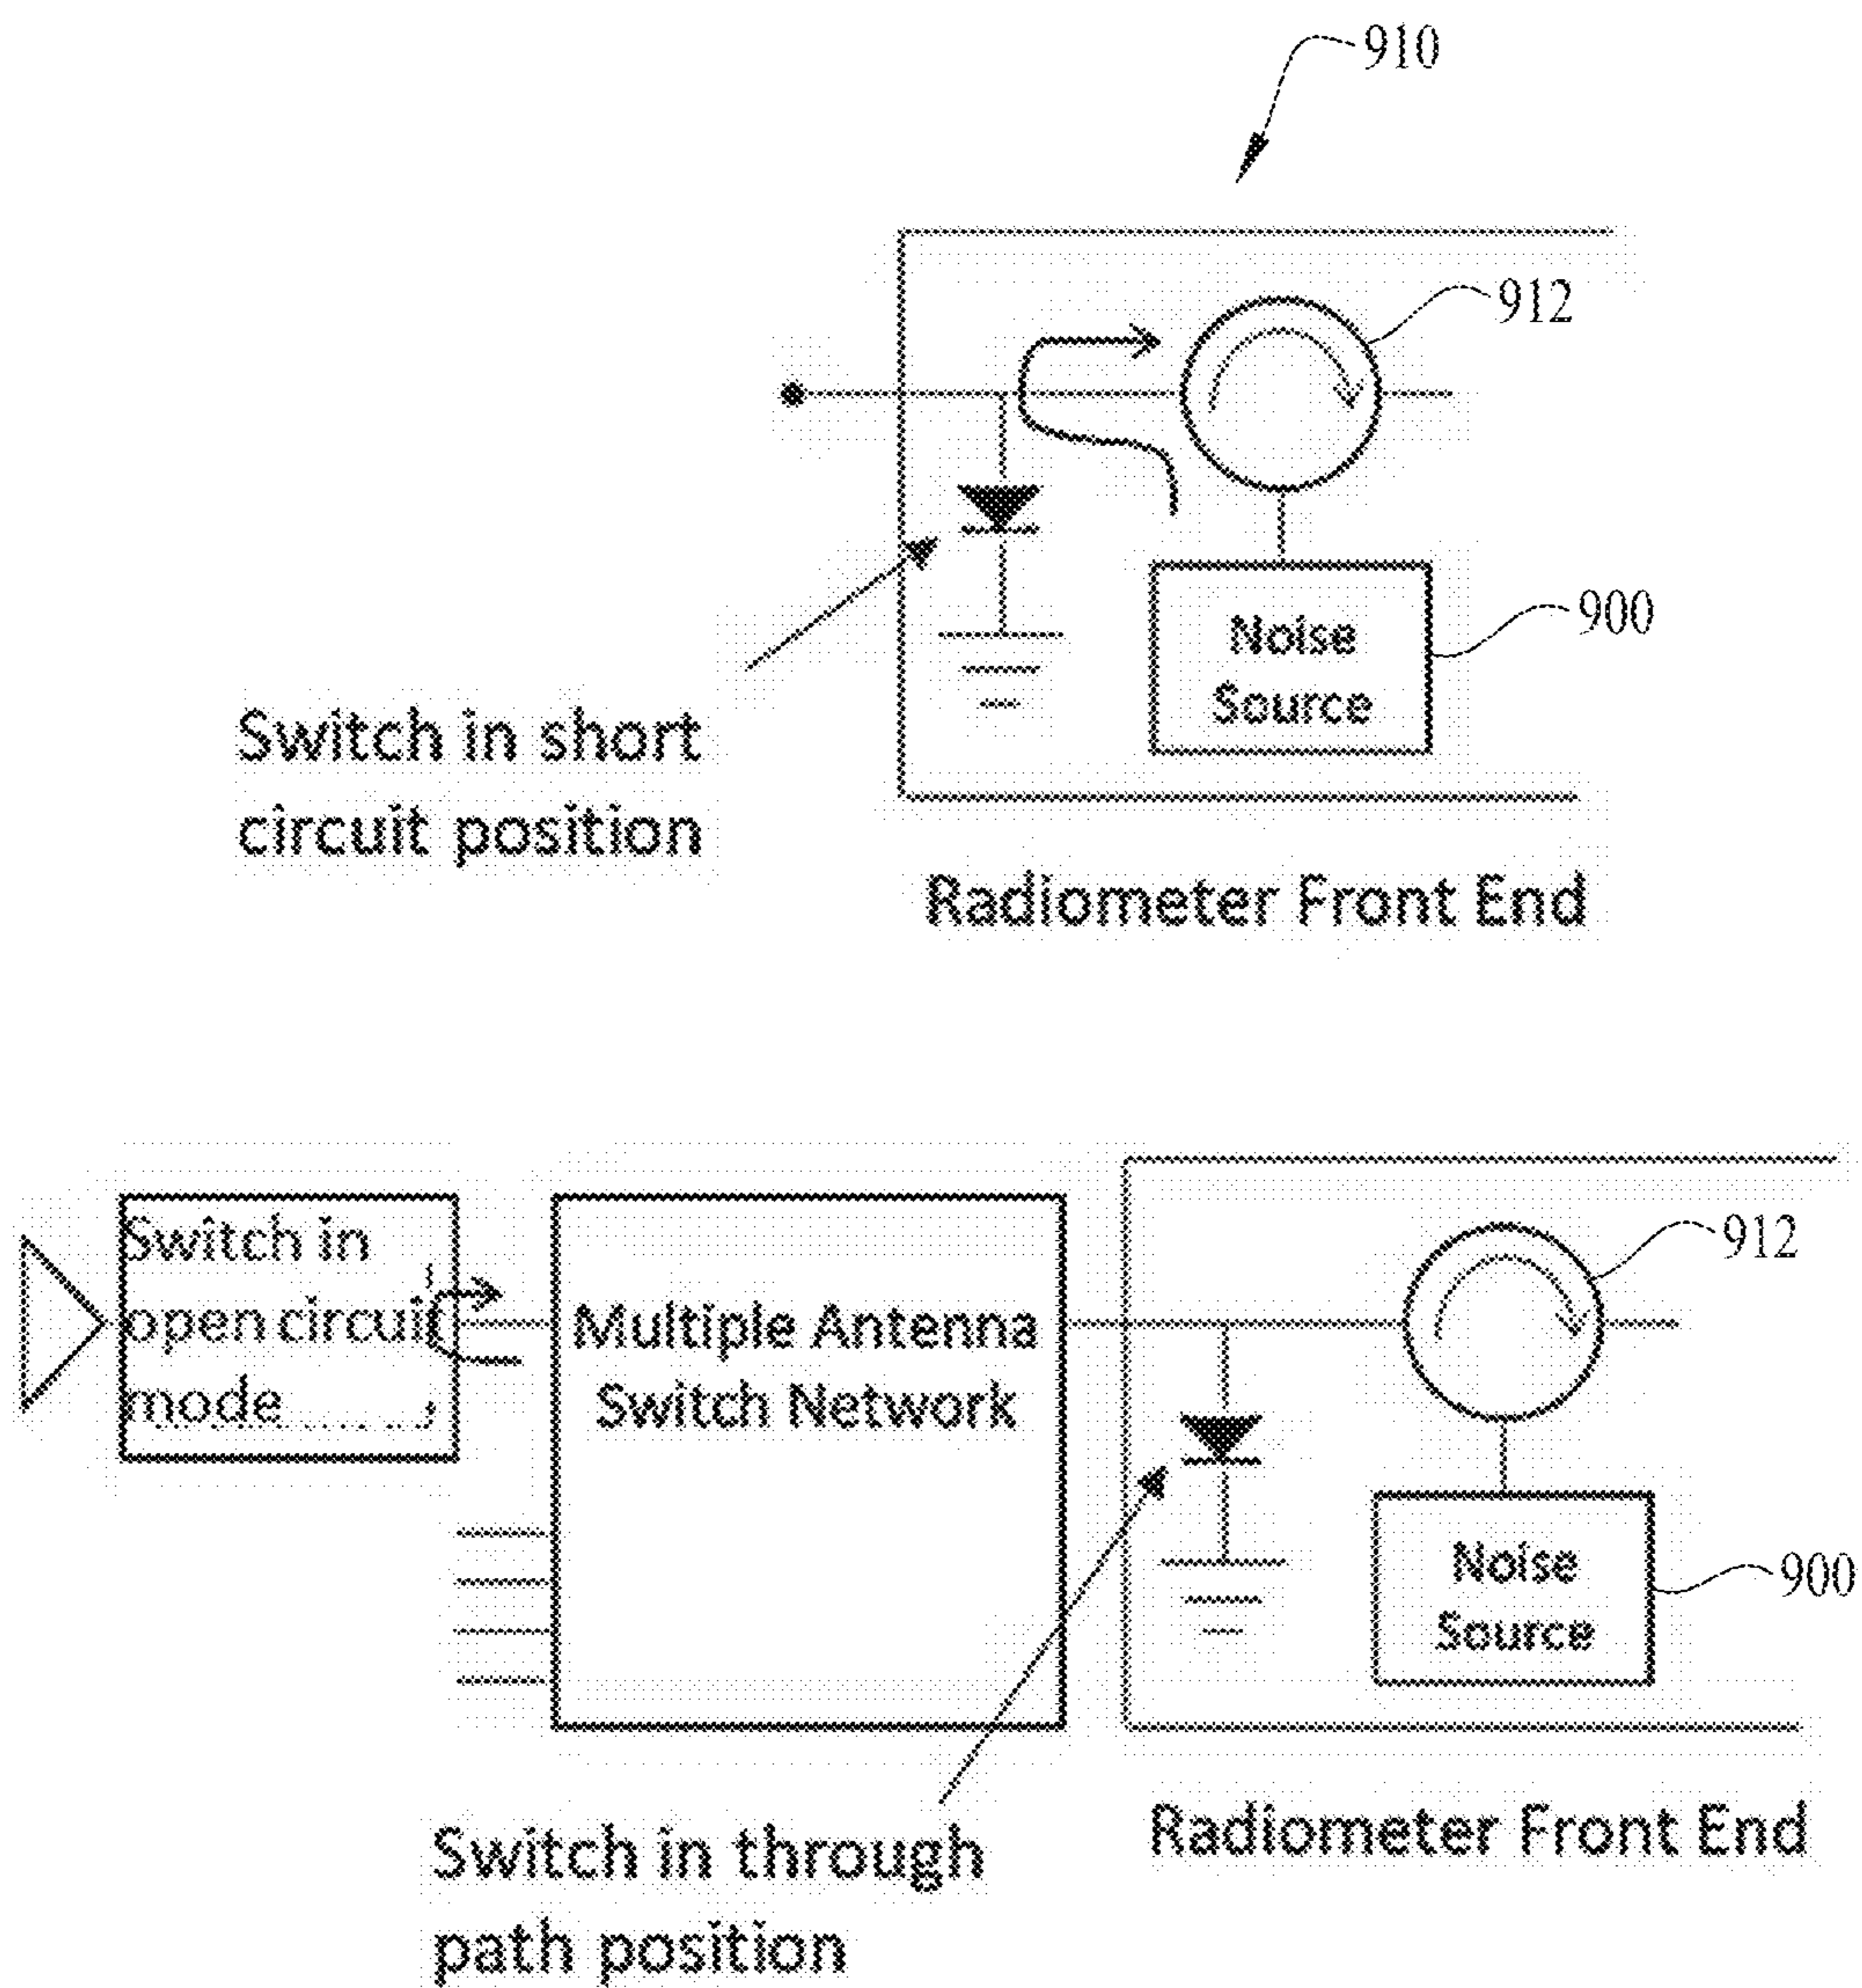 910
912
900
Noise
Source
Switch in short
circuit position
Radiometer Front End
Switch in
open circuit
mode
Multiple Antenna
Switch Network
912
Noise
Source
900
Switch in through
path position
Radiometer Front End